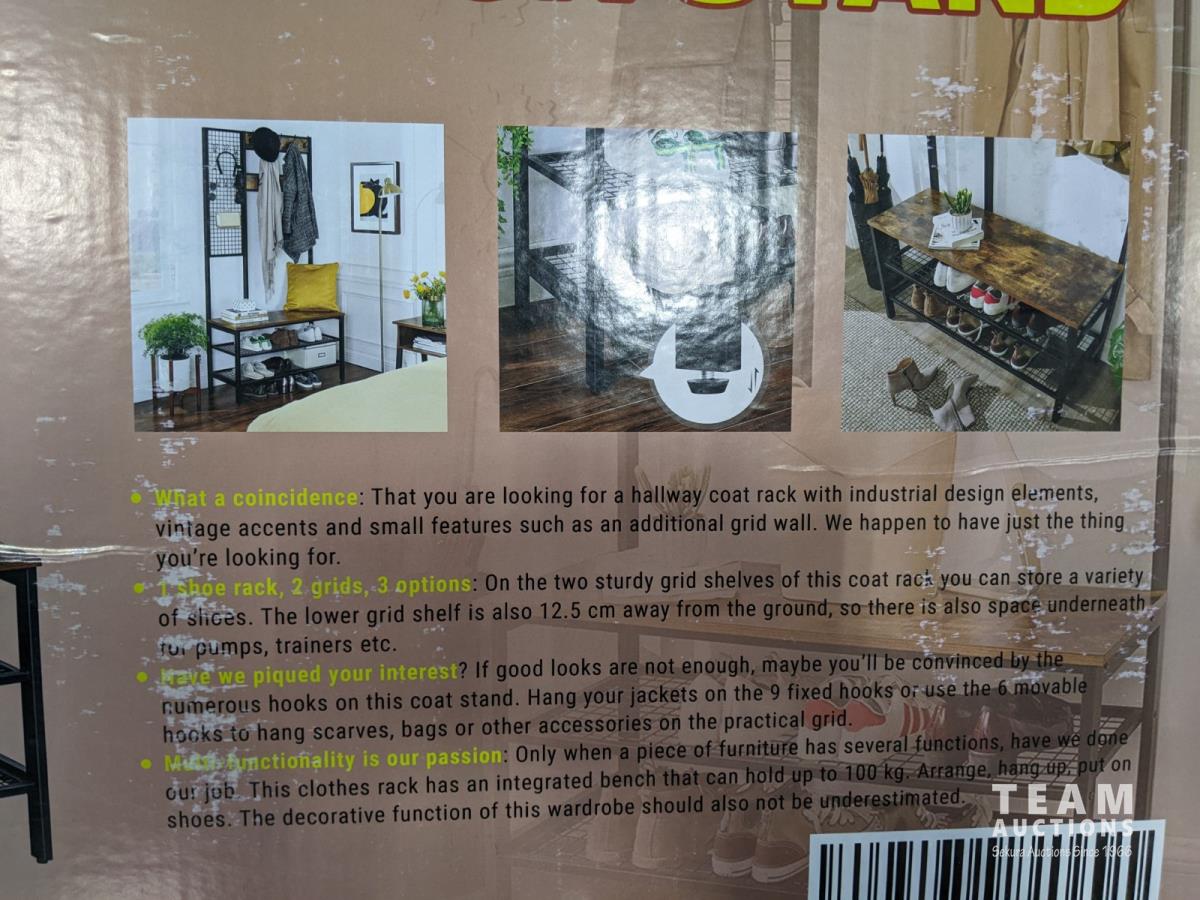 STAND
• What a coincidence: That you are looking for a hallway coat rack with industrial design elements,
vintage accents and small features such as an additional grid wall. We happen to have just the thing
you're looking for.
• 1 shoe rack, 2 grids, 3 options: On the two sturdy grid shelves of this coat rack you can store a variety
of shoes. The lower grid shelf is also 12.5 cm away from the ground, so there is also space underneath
for pumps, trainers etc.
• Have we piqued your interest? If good looks are not enough, maybe you'll be convinced by the
numerous hooks on this coat stand. Hang your jackets on the 9 fixed hooks or use the 6 movable
hooks to hang scarves, bags or other accessories on the practical grid.
• Multi-functionality is our passion: Only when a piece of furniture has several functions, have we done
our job. This clothes rack has an integrated bench that can hold up to 100 kg. Arrange, hang up, put on
shoes. The decorative function of this wardrobe should also not be underestimated.
TEAM
AUCTIONS
Sekura Auctions Since 1966